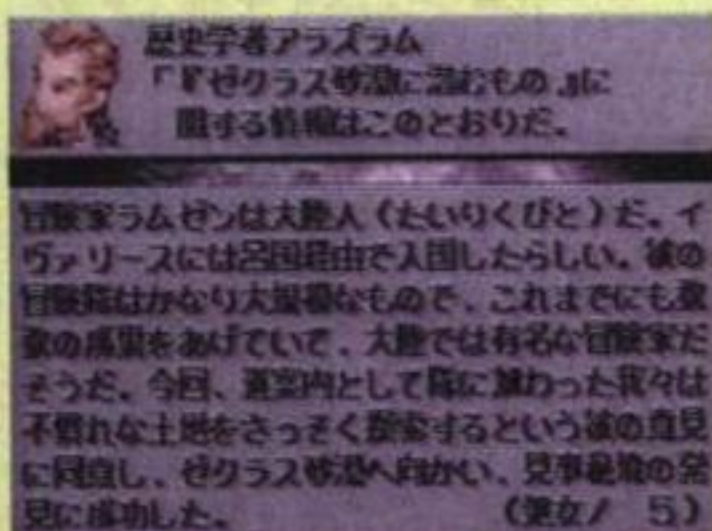 歴史学者アラズラム
「『ゼクラス砂漠に潜むもの』に
関する情報はこのとおりだ。
冒険家ラムゼンは大陸人(たいりくびと)だ。イ
ヴァリースには呂国経由で入国したらしい。彼の
冒険隊はかなり大規模なもので、これまでにも数
数の成果をあげていて、大陸では有名な冒険家だ
そうだ。今回、道案内として隊に加わった我々は
不慣れな土地をさっそく探索するという彼の意見
に同意し、ゼクラス砂漠へ向かい、見事秘境の発
見に成功した。
5)